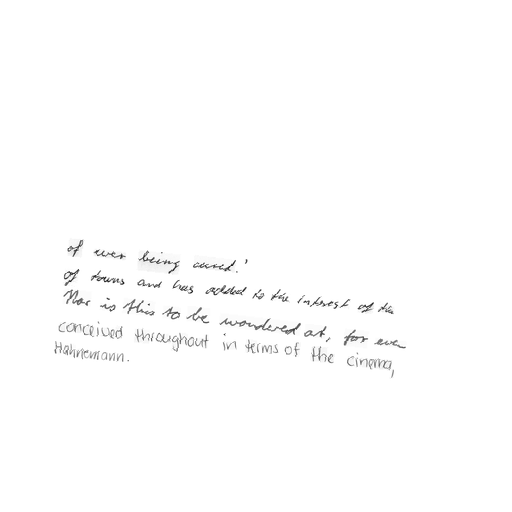 of ever being cured.'
of towns and has added to the interest of the
Nor is this to be wondered at, for even
conceived throughout in terms of the cinema,
Hahnemann.